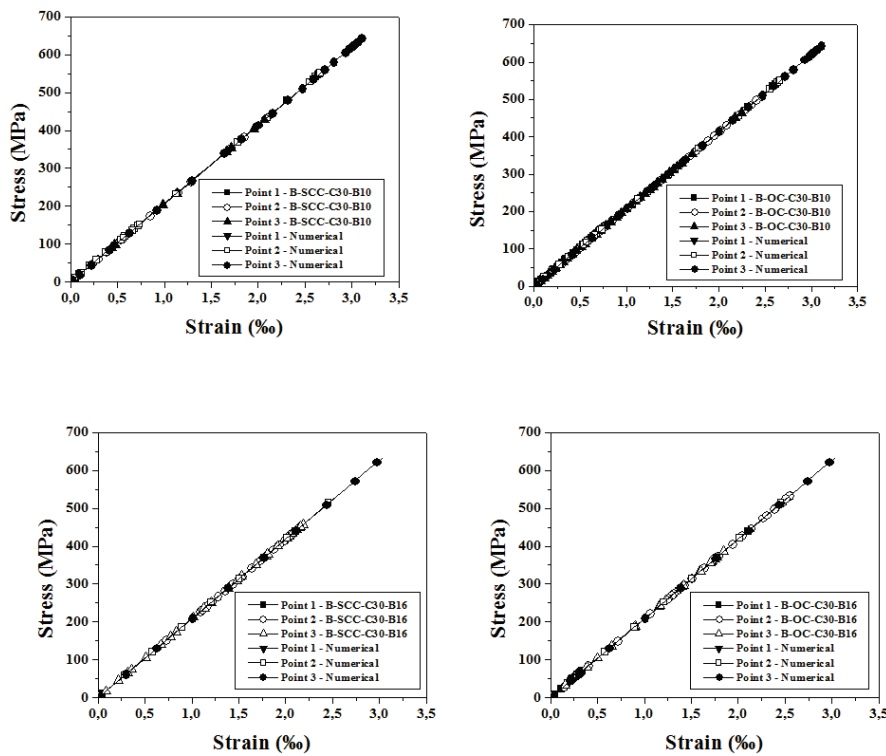 700
600
500
400
300
200
100
0
Stress (MPa)
Point 1 - B-SCC-C30-B10
Point 2 - B-SCC-C30-B10
Point 3 - B-SCC-C30-B10
Point 1 - Numerical
Point 2 - Numerical
Point 3 - Numerical
0,0 0,5 1,0 1,5 2,0 2,5 3,0 3,5
Strain (‰)
700
650
600
500
400
300
200
100
0
Stress (MPa)
Point 1 - B-OC-C30-B10
Point 2 - B-OC-C30-B10
Point 3 - B-OC-C30-B10
Point 1 - Numerical
Point 2 - Numerical
Point 3 - Numerical
0,0 0,5 1,0 1,5 2,0 2,5 3,0 3,5
Strain (‰)
700
600
500
400
300
200
100
0
Stress (MPa)
Point 1 - B-SCC-C30-B16
Point 2 - B-SCC-C30-B16
Point 3 - B-SCC-C30-B16
Point 1 - Numerical
Point 2 - Numerical
Point 3 - Numerical
0,0 0,5 1,0 1,5 2,0 2,5 3,0 3,5
Strain (‰)
700
600
500
400
300
200
100
0
Stress (MPa)
Point 1 - B-OC-C30-B16
Point 2 - B-OC-C30-B16
Point 3 - B-OC-C30-B16
Point 1 - Numerical
Point 2 - Numerical
Point 3 - Numerical
0,0 0,5 1,0 1,5 2,0 2,5 3,0 3,5
Strain (‰)